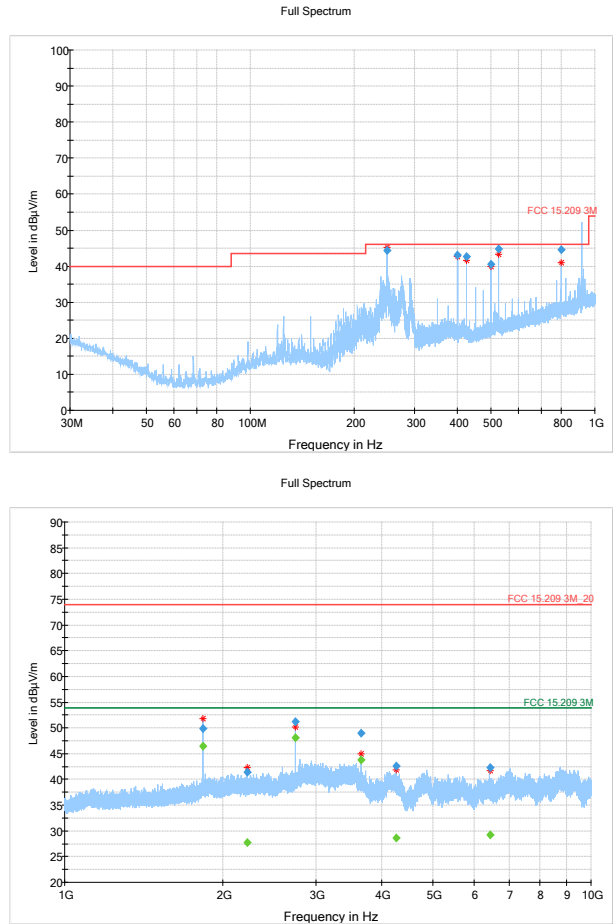 Full Spectrum
100
90
80
70
60
50
40
30
20
10
0
Level in dBµV/m
FCC 15.209 3M
30M 50 60 80 100M 200 300 400 500 800 1G
Frequency in Hz
Full Spectrum
90
85
80
75
70
65
60
55
50
45
40
35
30
25
20
Level in dBµV/m
FCC 15.209 3M_20
FCC 15.209 3M
1G 2G 3G 4G 5G 6 7 8 9 10G
Frequency in Hz